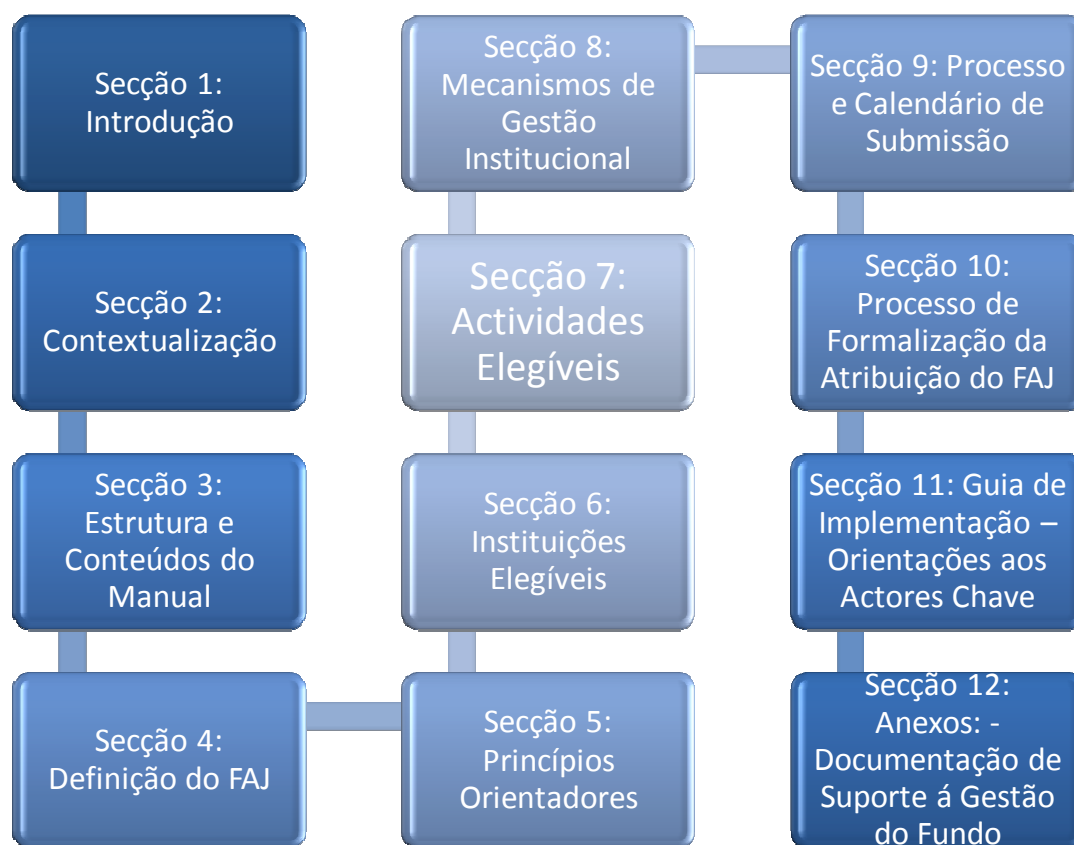 Secção 1:
Introdução
Secção 2:
Contextualização
Secção 3:
Estrutura e
Conteúdos do
Manual
Secção 4:
Definição do FAJ
Secção 5:
Princípios
Orientadores
Secção 6:
Instituições
Elegíveis
Secção 7:
Actividades
Elegíveis
Secção 8:
Mecanismos de
Gestão
Institucional
Secção 9: Processo
e Calendário de
Submissão
Secção 10:
Processo de
Formalização da
Atribuição do FAJ
Secção 11: Guia de
Implementação –
Orientações aos
Actores Chave
Secção 12:
Anexos: -
Documentação de
Suporte á Gestão
do Fundo